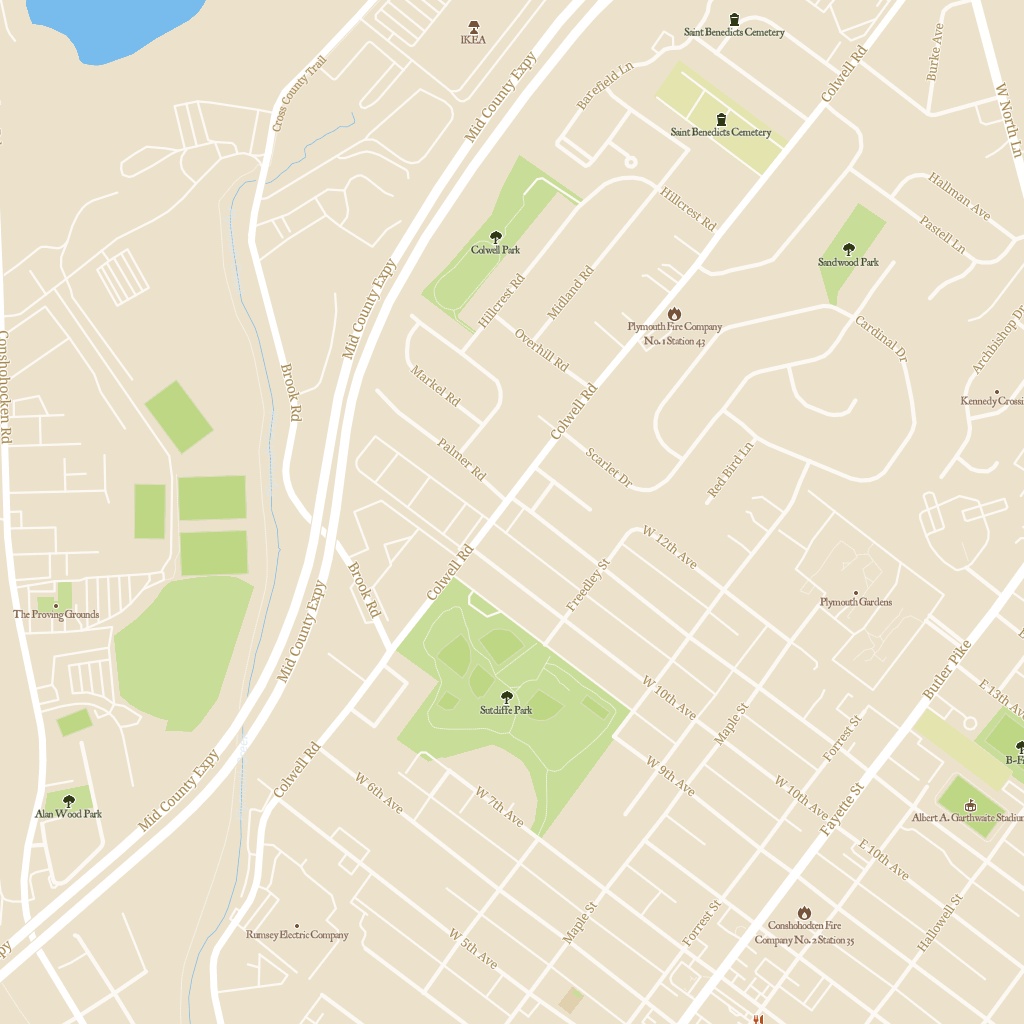 Saint Benedicts Cemetery
IKEA
Colwell Rd
Burke Ave
Cross County Trail
Mid County Expy
Barefield Ln
W North Ln
Saint Benedicts Cemetery
Hillcrest Rd
Hallman Ave
Pastell Ln
Colwell Park
Sandwood Park
Hillcrest Rd
Midland Rd
Mid County Expy
Plymouth Fire Company
No. 1 Station 43
Overhill Rd
Cardinal Dr
Archbishop Dr
Conshohocken Rd
Brook Rd
Markel Rd
Colwell Rd
Kennedy Crossi
Palmer Rd
Scarlet Dr
Red Bird Ln
W 12th Ave
Colwell Rd
Brook Rd
Freedley St
Plymouth Gardens
The Proving Grounds
Mid County Expy
Butler Pike
Sutcliffe Park
W 10th Ave
E 13th Ave
Maple St
Forrest St
B-F
Colwell Rd
W 9th Ave
W 10th Ave
Mid County Expy
Alan Wood Park
W 6th Ave
W 7th Ave
Fayette St
Albert A. Garthwaite Stadium
E 10th Ave
Rumsey Electric Company
Maple St
Forrest St
Conshohocken Fire
Company No. 2 Station 35
Hallowell St
W 5th Ave
xpy